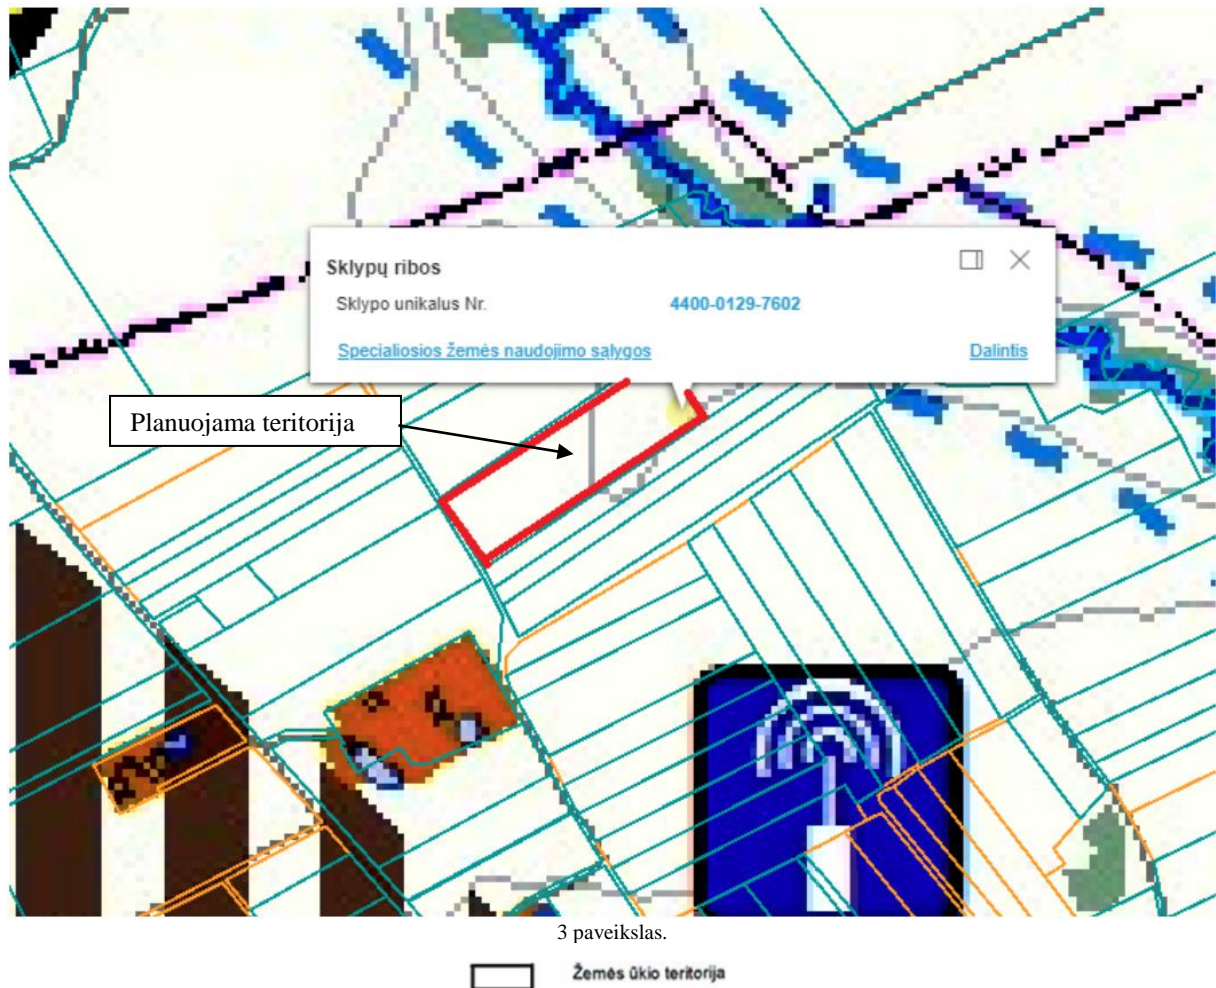 Sklypų ribos
Sklypo unikalus Nr. 4400-0129-7602
Specialiosios žemės naudojimo sąlygos Dalintis
Planuojama teritorija
3 paveikslas.
Žemės ūkio teritorija